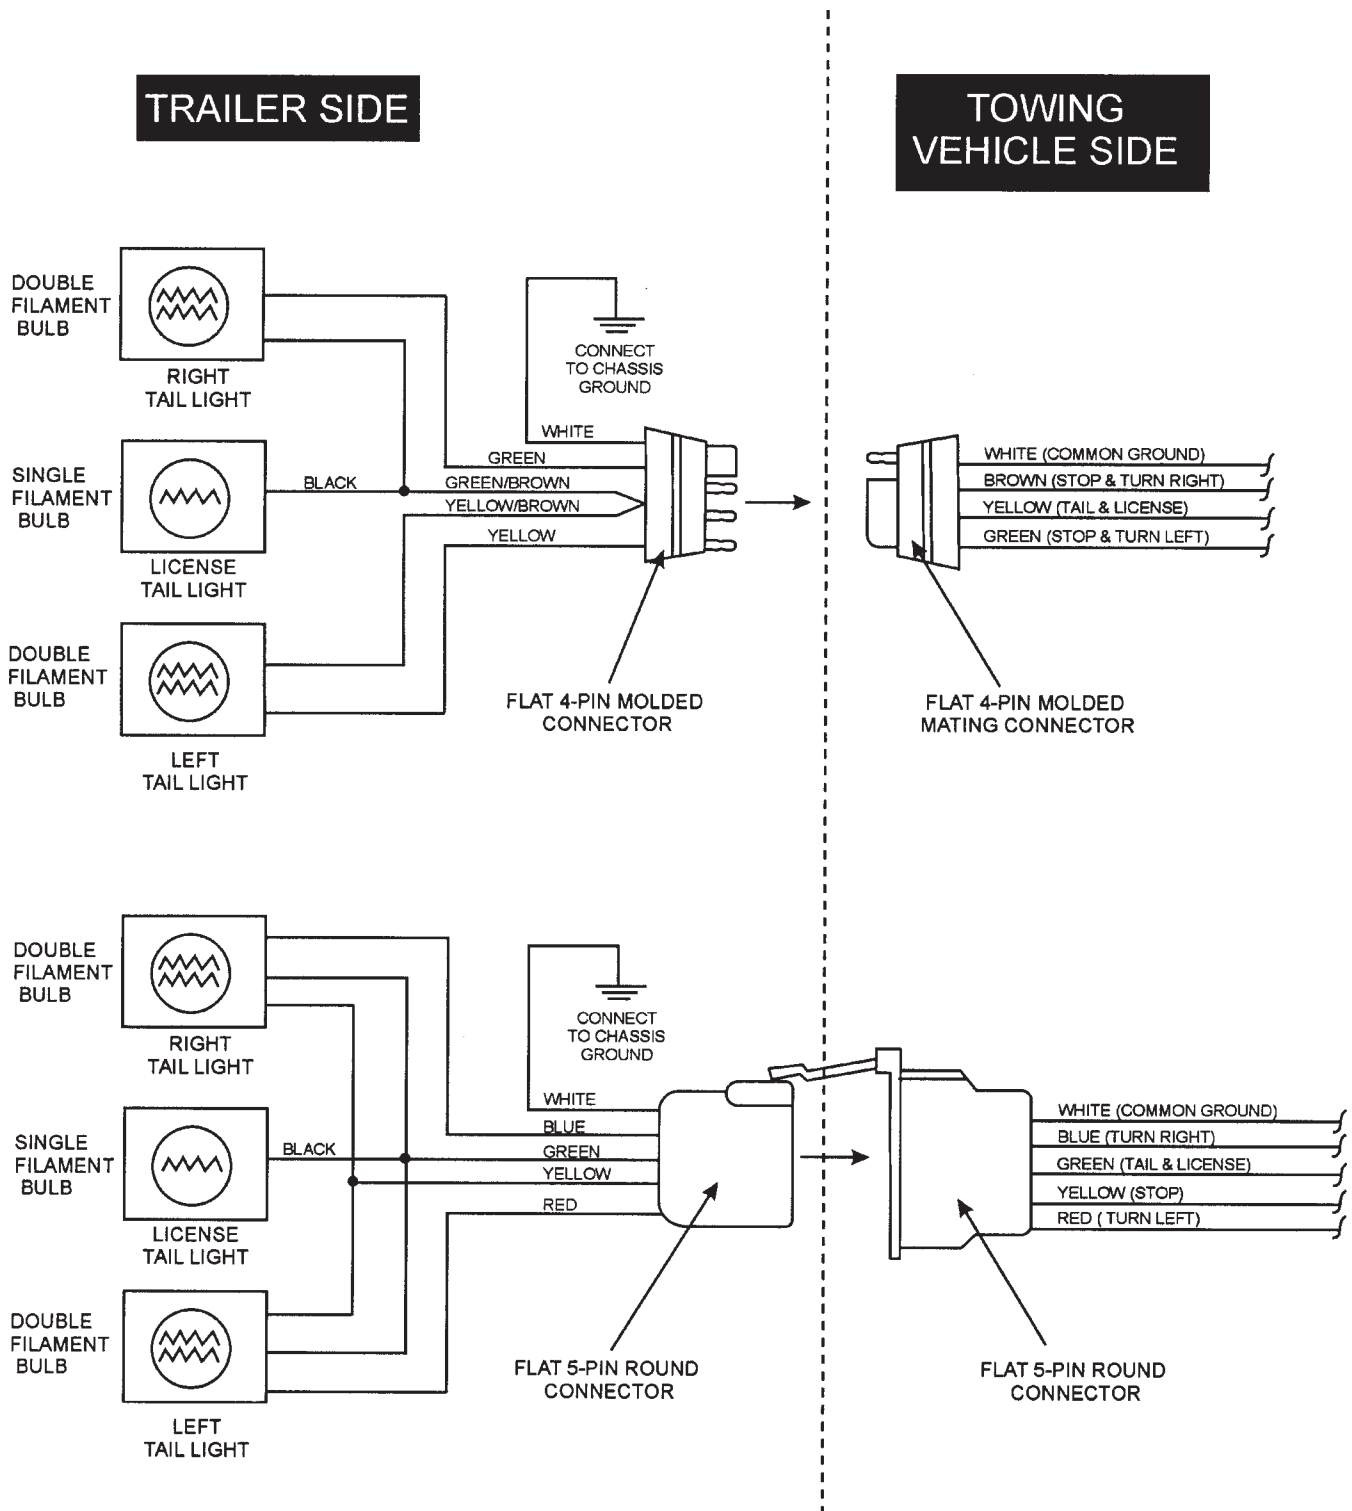 TRAILER SIDE
TOWING
VEHICLE SIDE
DOUBLE
FILAMENT
BULB
RIGHT
TAIL LIGHT
CONNECT
TO CHASSIS
GROUND
WHITE
GREEN
SINGLE
FILAMENT
BULB
BLACK
GREEN/BROWN
YELLOW/BROWN
YELLOW
LICENSE
TAIL LIGHT
WHITE (COMMON GROUND)
BROWN (STOP & TURN RIGHT)
YELLOW (TAIL & LICENSE)
GREEN (STOP & TURN LEFT)
DOUBLE
FILAMENT
BULB
LEFT
TAIL LIGHT
FLAT 4-PIN MOLDED
CONNECTOR
FLAT 4-PIN MOLDED
MATING CONNECTOR
DOUBLE
FILAMENT
BULB
RIGHT
TAIL LIGHT
CONNECT
TO CHASSIS
GROUND
WHITE
BLUE
SINGLE
FILAMENT
BULB
BLACK
GREEN
YELLOW
RED
LICENSE
TAIL LIGHT
WHITE (COMMON GROUND)
BLUE (TURN RIGHT)
GREEN (TAIL & LICENSE)
YELLOW (STOP)
RED ( TURN LEFT)
DOUBLE
FILAMENT
BULB
LEFT
TAIL LIGHT
FLAT 5-PIN ROUND
CONNECTOR
FLAT 5-PIN ROUND
CONNECTOR